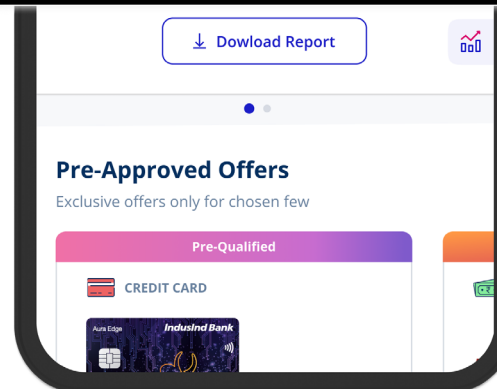 Dowload Report
Pre-Approved Offers
Exclusive offers only for chosen few
Pre-Qualified
CREDIT CARD
Aura Edge
IndusInd Bank